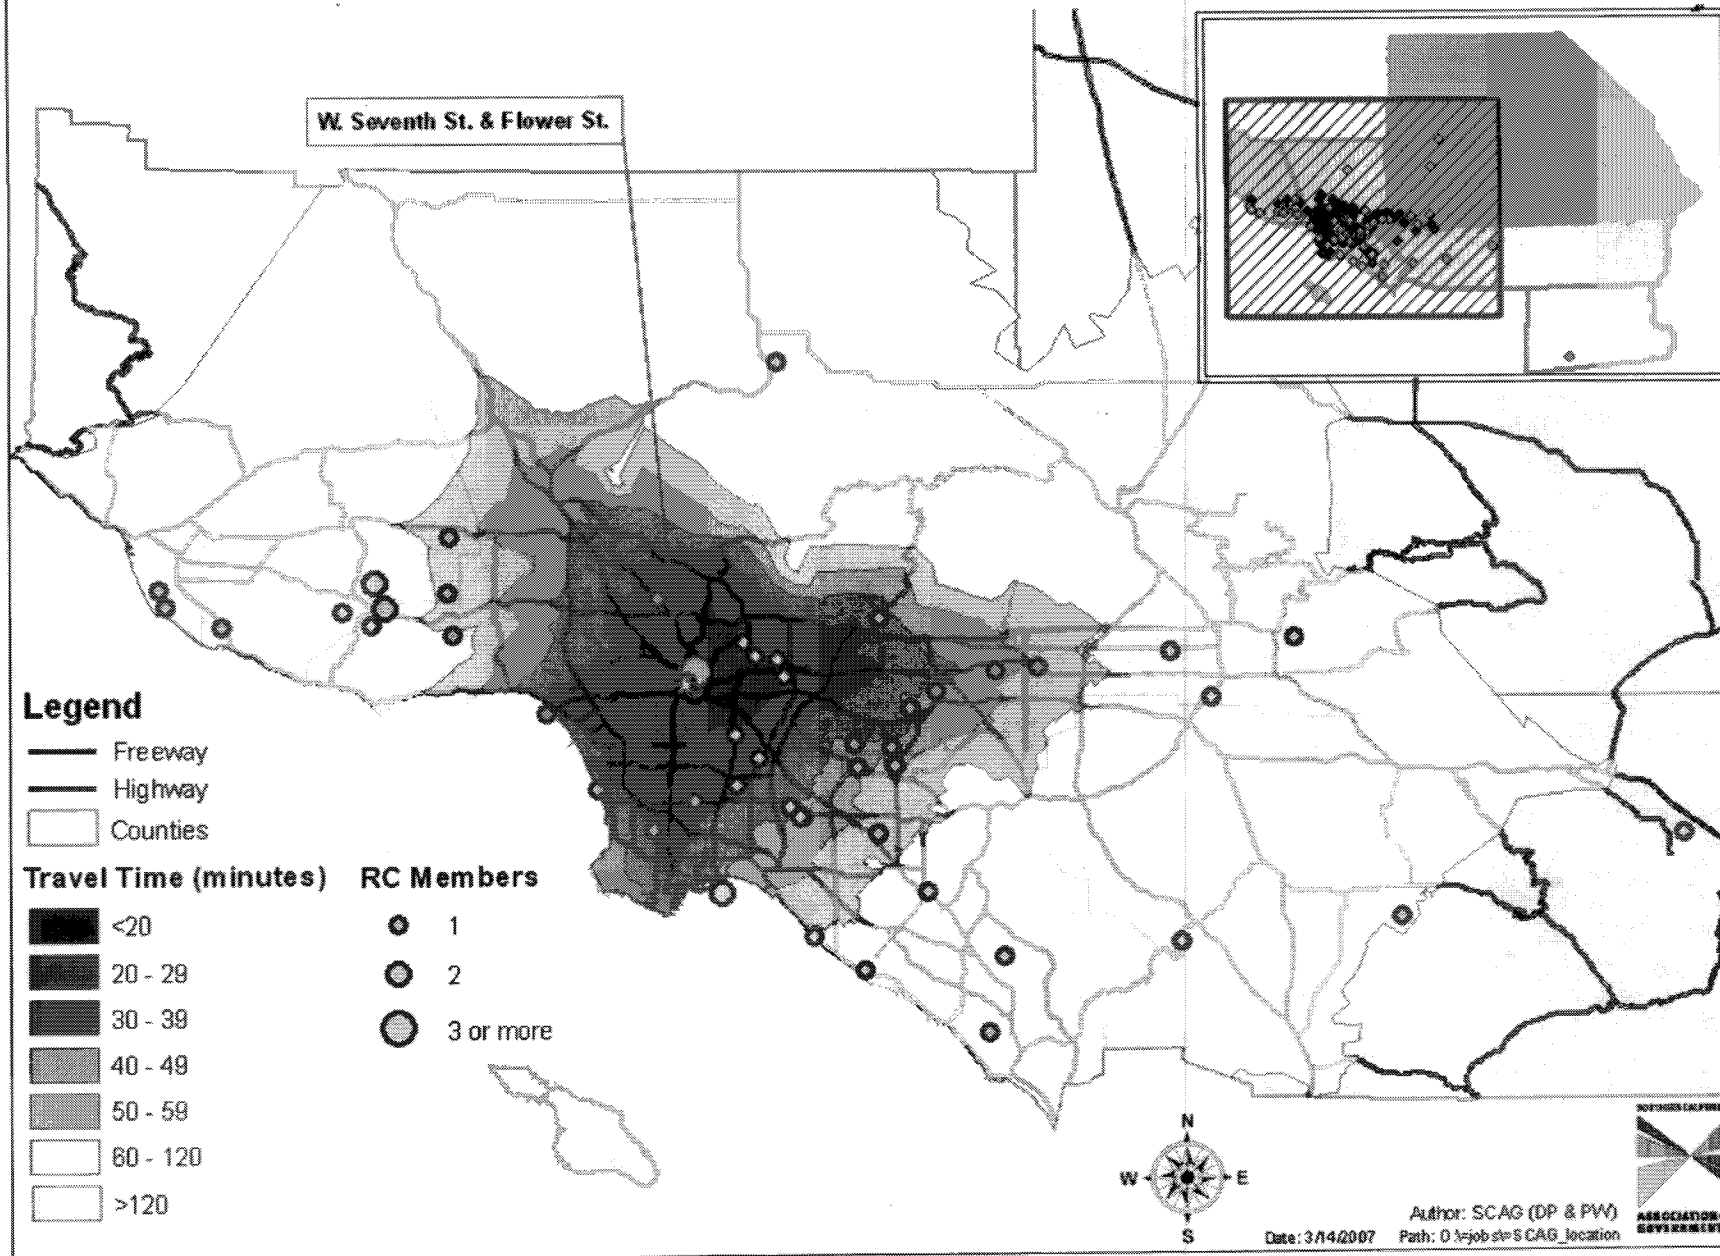 W. Seventh St. & Flower St.
Legend
Freeway
Highway
Counties
Travel Time (minutes)
<20
20 - 29
30 - 39
40 - 49
50 - 59
60 - 120
>120
RC Members
1
2
3 or more
N
W
E
S
ASSOCIATION
GOVERNMENT
Author: SCAG (DP & PW)
Date: 3/14/2007